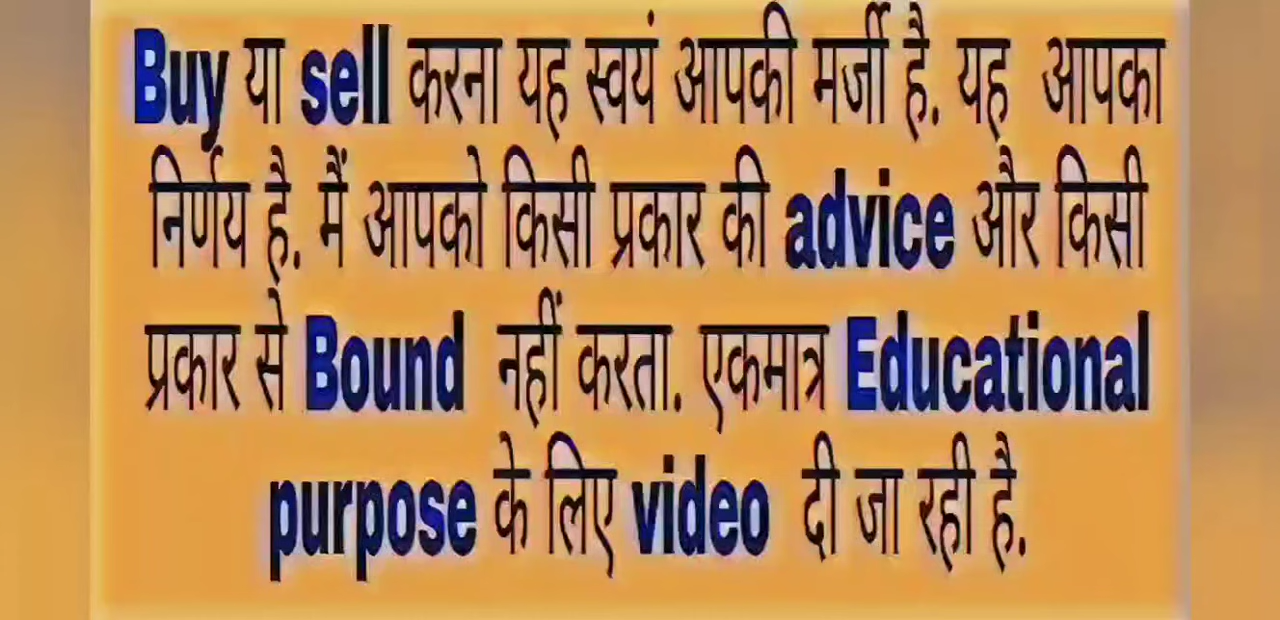 Buy या sell करना यह स्वयं आपकी मर्जी है. यह आपका
निर्णय है. मैं आपको किसी प्रकार की advice और किसी
प्रकार से Bound नहीं करता. एकमात्र Educational
purpose के लिए video दी जा रही है.